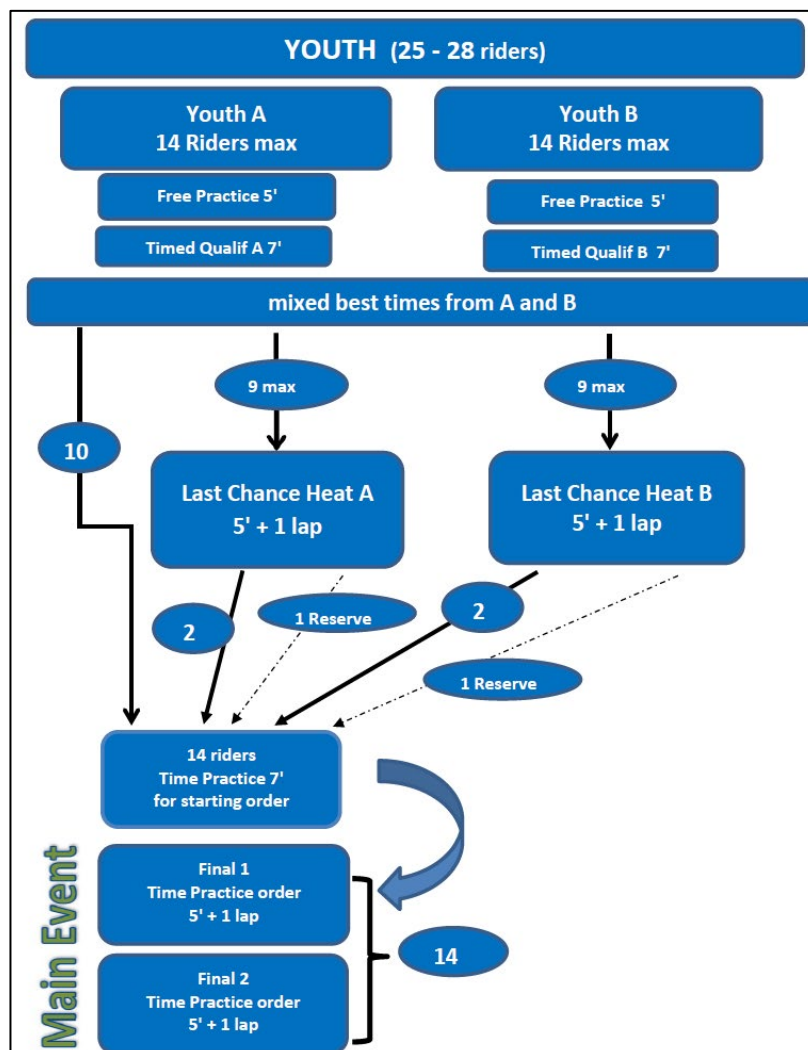 YOUTH (25 - 28 riders)
Youth A
14 Riders max
Youth B
14 Riders max
Free Practice 5'
Free Practice 5'
Timed Qualif A 7'
Timed Qualif B 7'
mixed best times from A and B
9 max
9 max
10
Last Chance Heat A
5' + 1 lap
Last Chance Heat B
5' + 1 lap
2
1 Reserve
2
1 Reserve
14 riders
Time Practice 7'
for starting order
Main Event
Final 1
Time Practice order
5' + 1 lap
14
Final 2
Time Practice order
5' + 1 lap